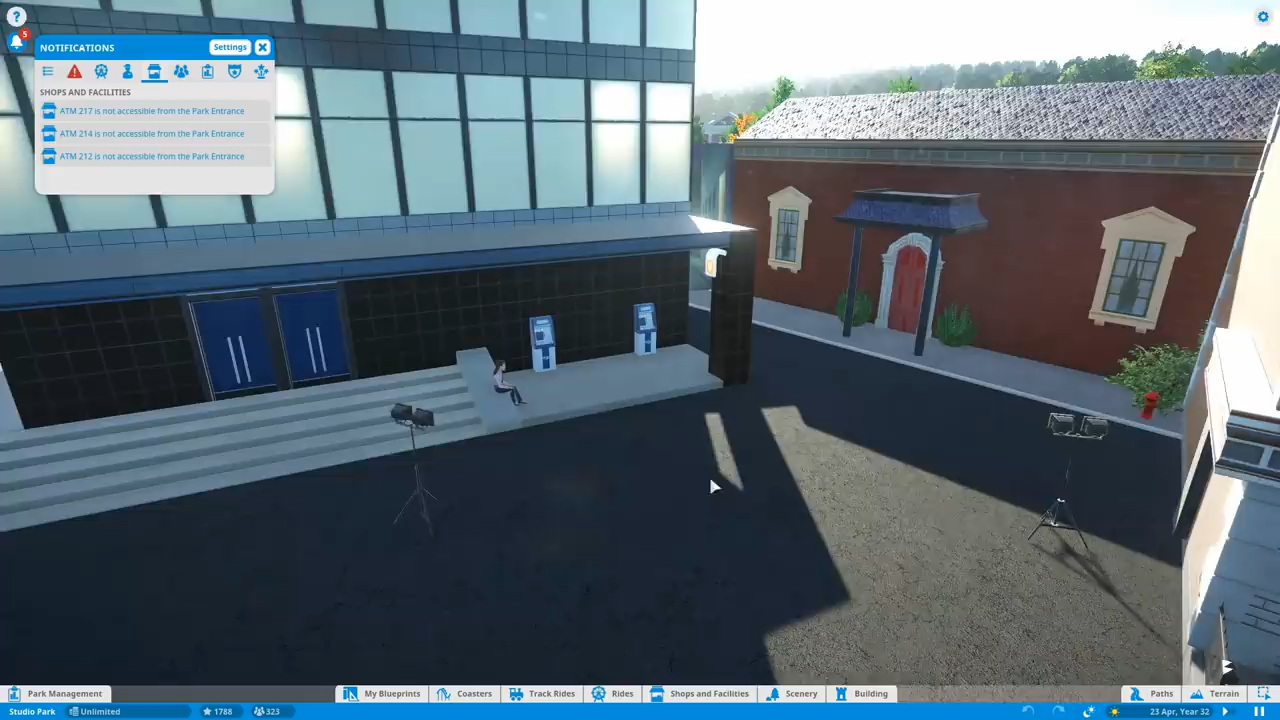 ?
5
NOTIFICATIONS
Settings
SHOPS AND FACILITIES
ATM 217 is not accessible from the Park Entrance
ATM 214 is not accessible from the Park Entrance
ATM 212 is not accessible from the Park Entrance
Park Management
My Blueprints
Coasters
Track Rides
Rides
Shops and Facilities
Scenery
Building
Paths
Terrain
Studio Park
Unlimited
1788
323
23 Apr, Year 32